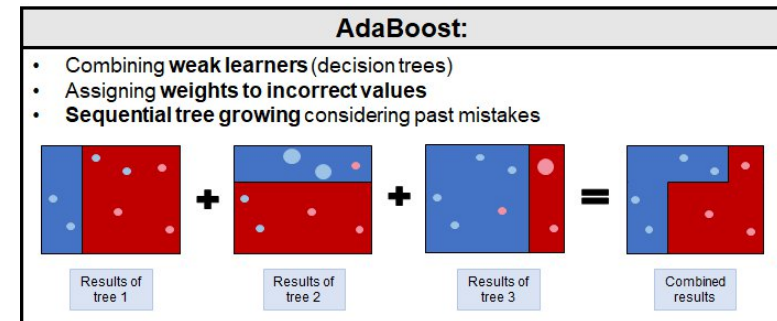 AdaBoost:
• Combining weak learners (decision trees)
• Assigning weights to incorrect values
• Sequential tree growing considering past mistakes
Results of
tree 1
Results of
tree 2
Results of
tree 3
Combined
results